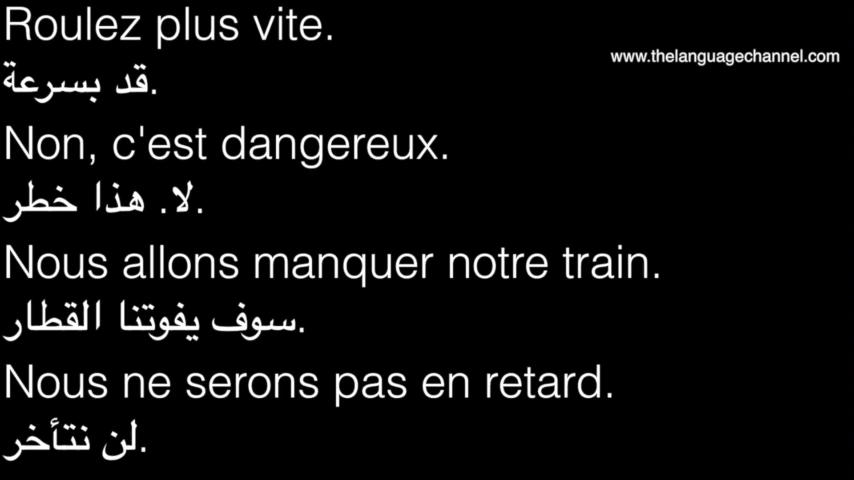 Roulez plus vite.
www.thelanguagechannel.com
قد بسرعة.
Non, c'est dangereux.
لا. هذا خطر.
Nous allons manquer notre train.
سوف يفوتنا القطار.
Nous ne serons pas en retard.
لن نتأخر.